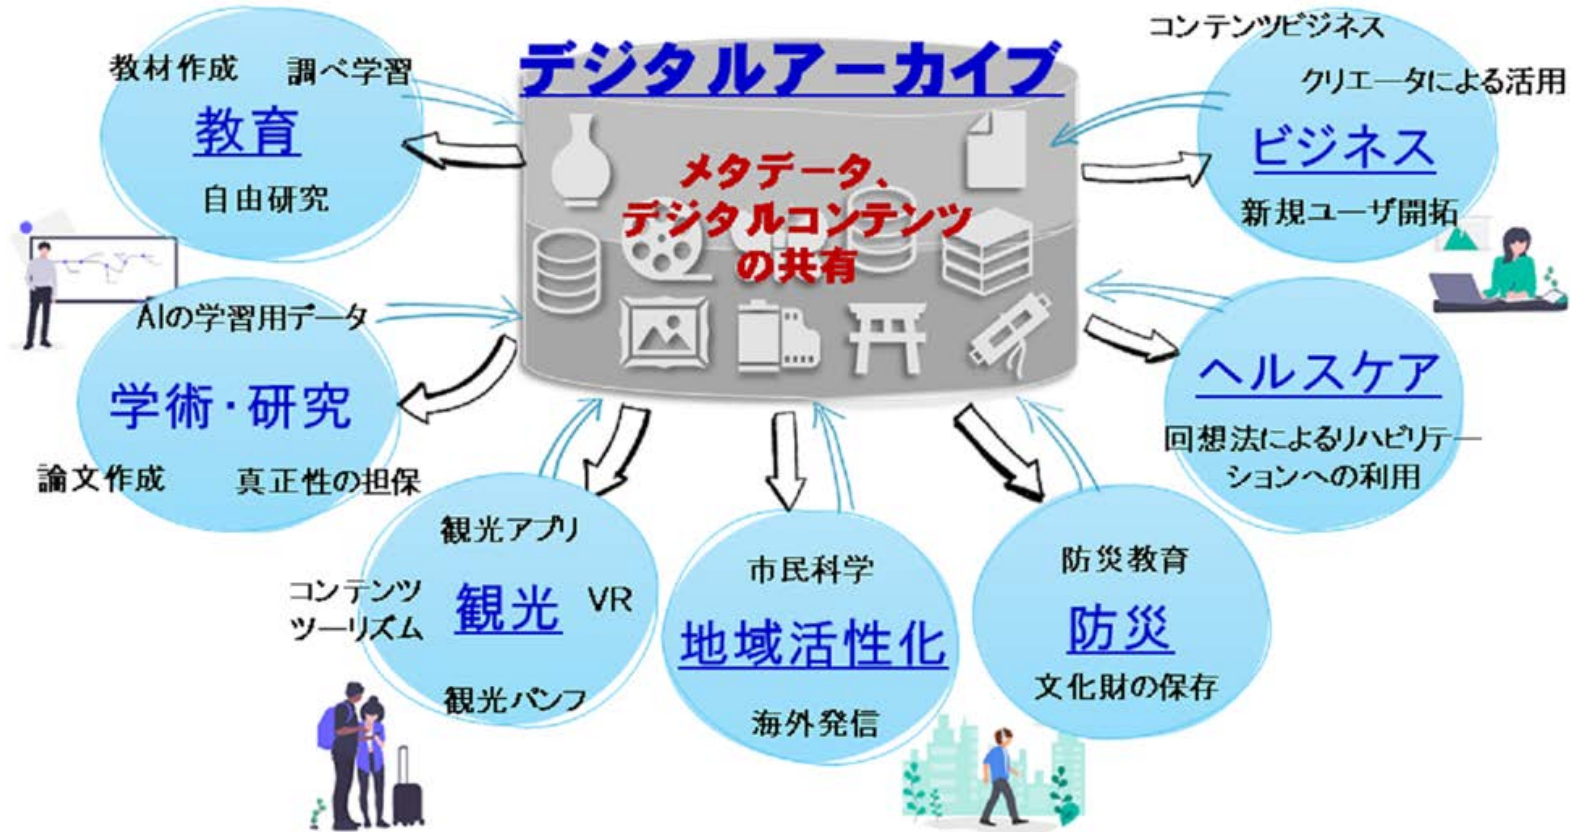 デジタルアーカイブ
メタデータ、
デジタルコンテンツ
の共有
教材作成 調べ学習
教育
自由研究
AIの学習用データ
学術・研究
論文作成 真正性の担保
観光アプリ
コンテンツ
ツーリズム
観光 VR
観光パンフ
市民科学
地域活性化
海外発信
防災教育
防災
文化財の保存
ヘルスケア
回想法によるリハビリテー
ションへの利用
コンテンツビジネス
クリエータによる活用
ビジネス
新規ユーザ開拓